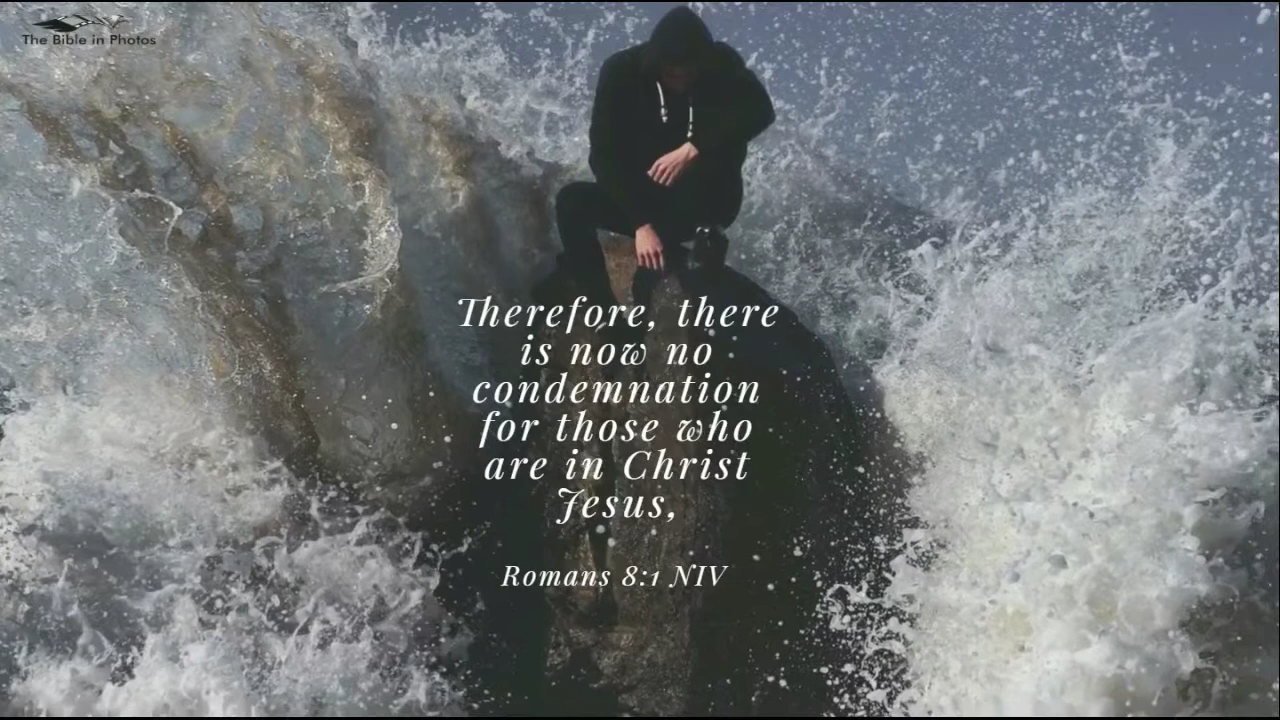 The Bible in Photos
Therefore, there
is now no
condemnation
for those who
are in Christ
Jesus,
Romans 8:1 NIV